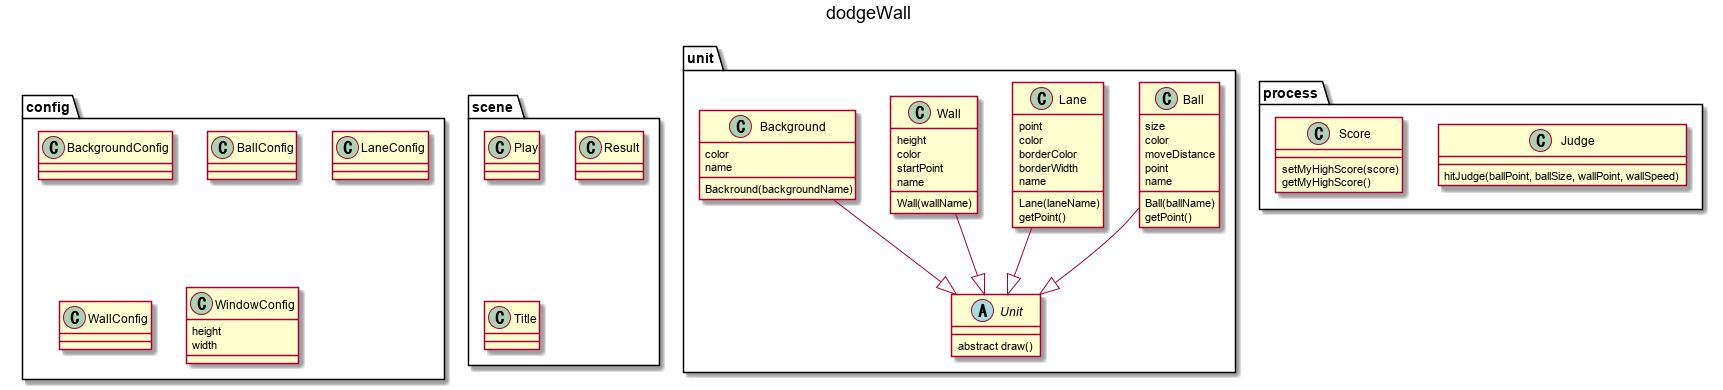 dodgeWall
config
C BackgroundConfig
C BallConfig
C LaneConfig
C WallConfig
C WindowConfig
height
width
scene
C Play
C Result
C Title
unit
C Background
color
name
Backround(backgroundName)
C Wall
height
color
startPoint
name
Wall(wallName)
C Lane
point
color
borderColor
borderWidth
name
Lane(laneName)
getPoint()
C Ball
size
color
moveDistance
point
name
Ball(ballName)
getPoint()
A Unit
abstract draw()
process
C Score
setMyHighScore(score)
getMyHighScore()
C Judge
hitJudge(ballPoint, ballSize, wallPoint, wallSpeed)